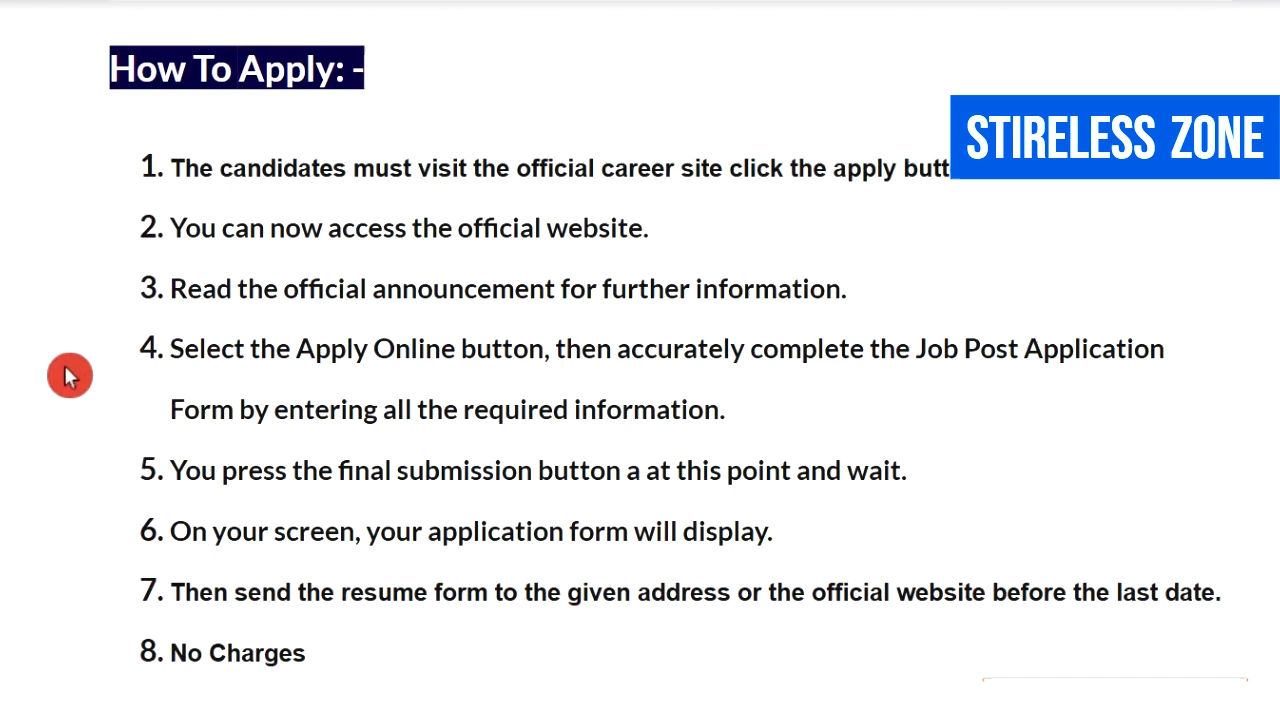 How To Apply: -
STIRELESS ZONE
1. The candidates must visit the official career site click the apply butt
2. You can now access the official website.
3. Read the official announcement for further information.
4. Select the Apply Online button, then accurately complete the Job Post Application
Form by entering all the required information.
5. You press the final submission button a at this point and wait.
6. On your screen, your application form will display.
7. Then send the resume form to the given address or the official website before the last date.
8. No Charges